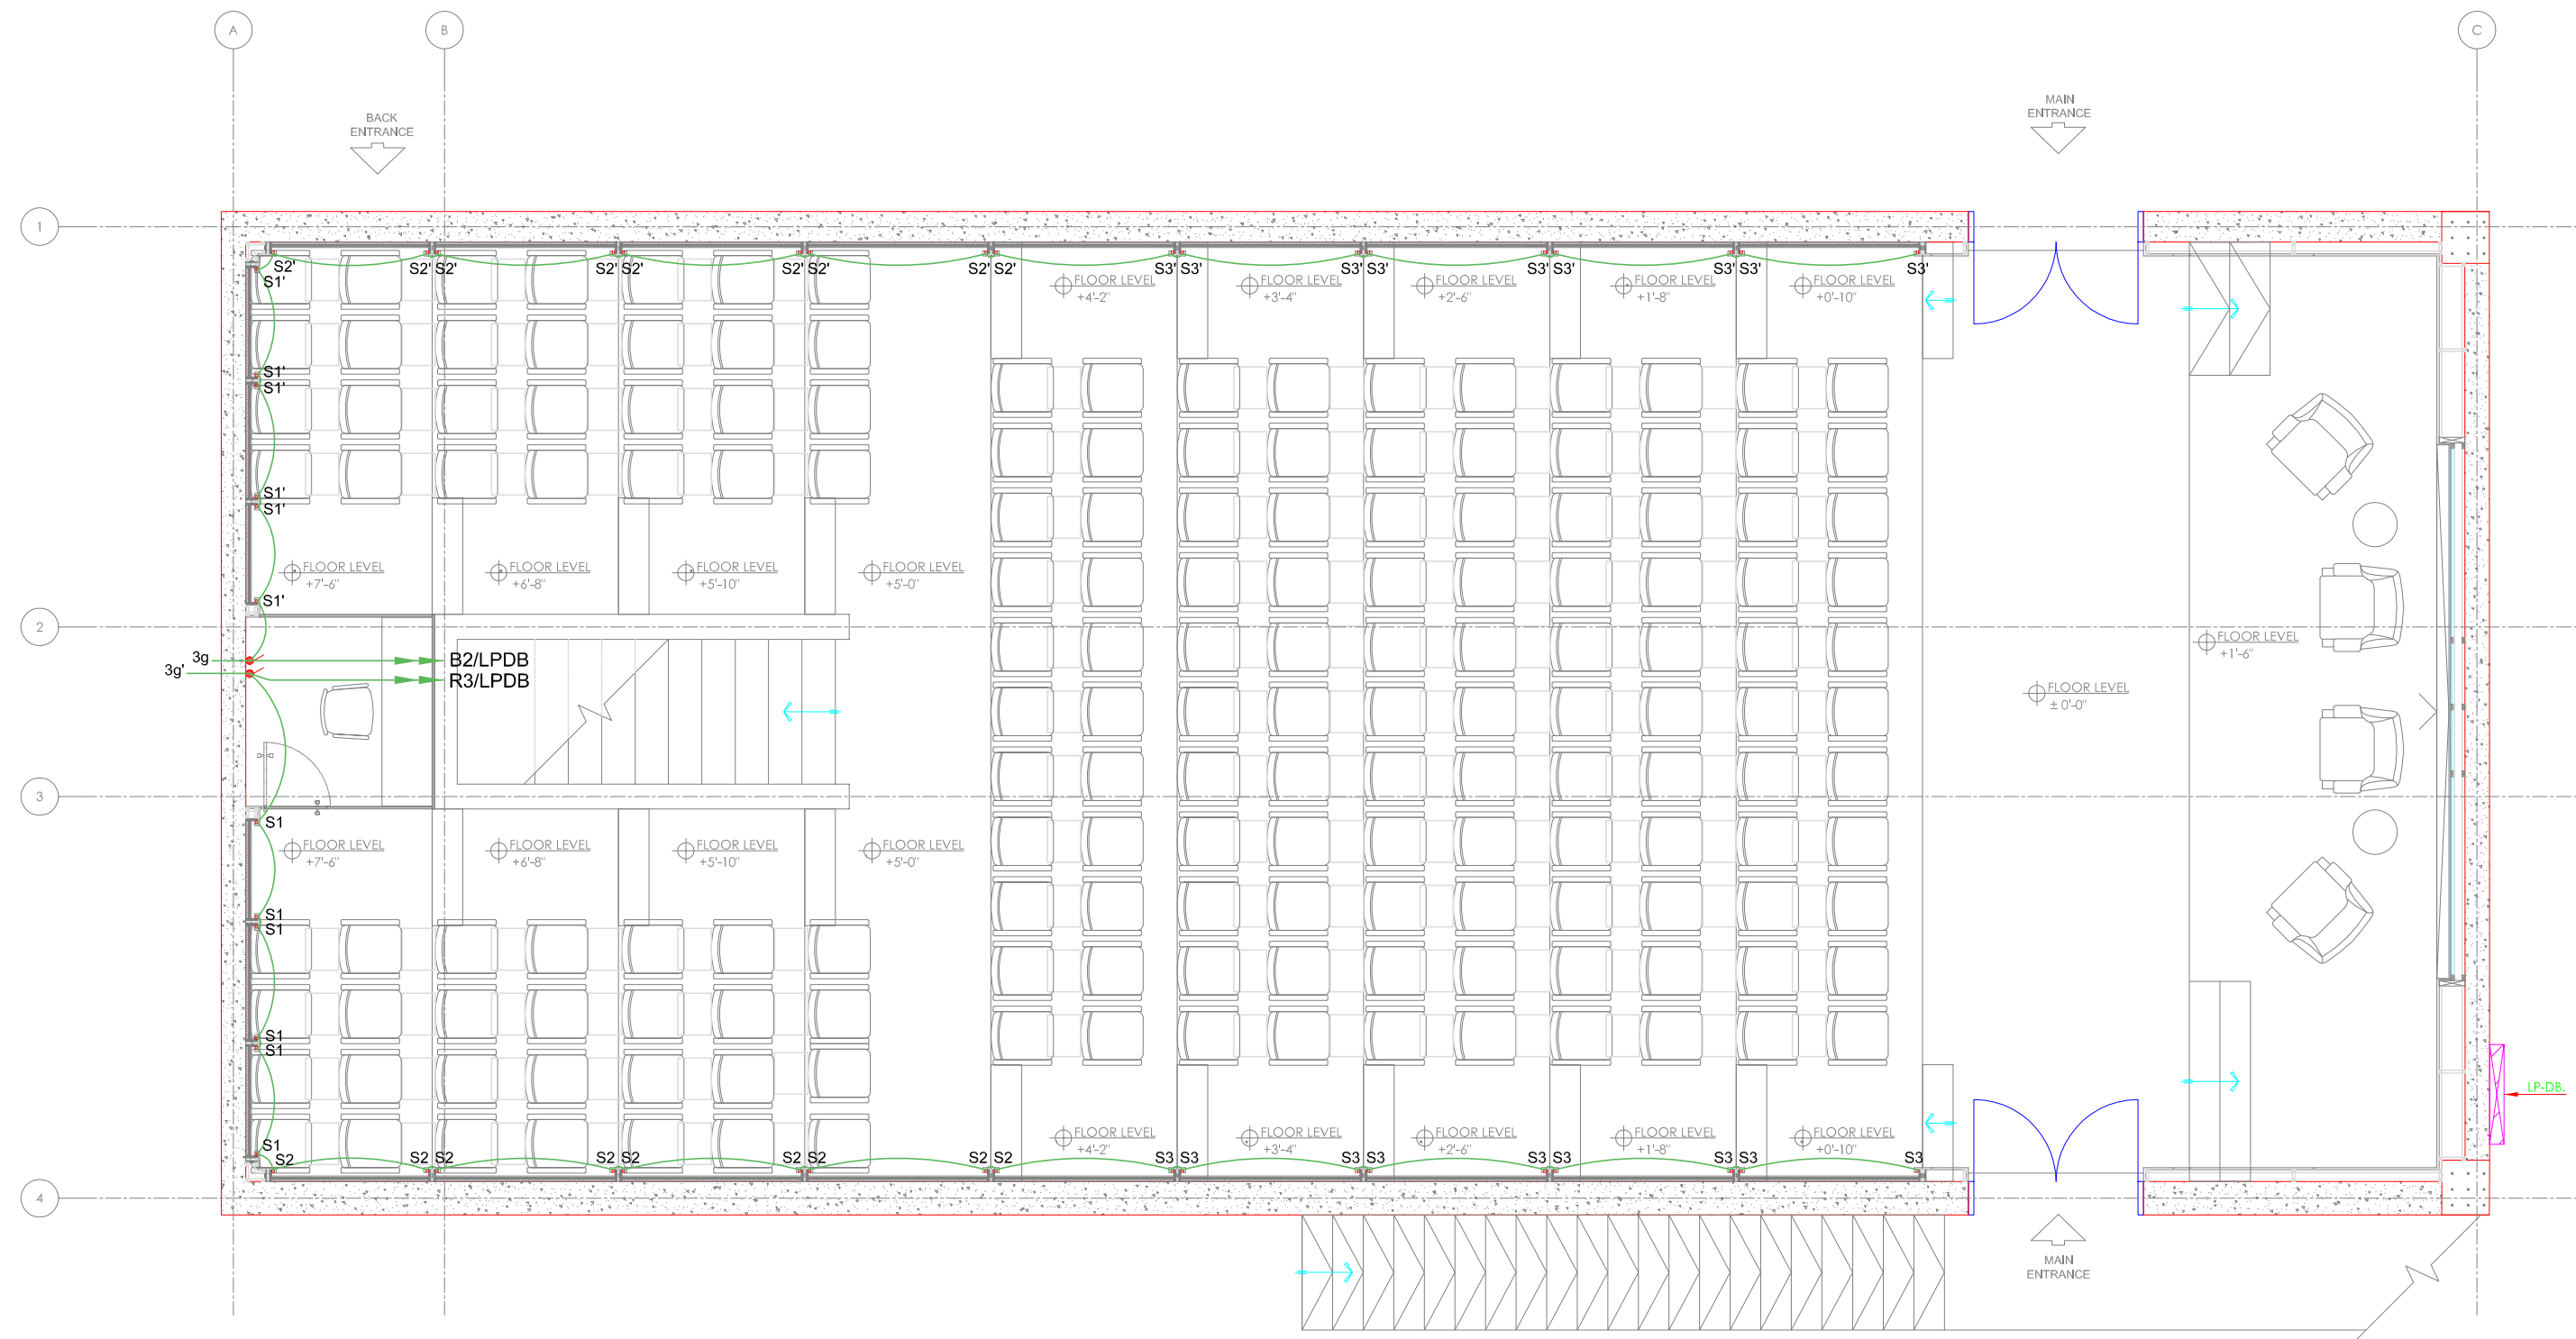 A
B
C
BACK
ENTRANCE
MAIN
ENTRANCE
1
S2' S2' S2' S2' S2' S2' S2' S2' S2' S2' S3' S3' S3' S3' S3' S3' S3' S3' S3'
S1'
FLOOR LEVEL
+4'-2"
FLOOR LEVEL
+3'-4"
FLOOR LEVEL
+2'-6"
FLOOR LEVEL
+1'-8"
FLOOR LEVEL
+0'-10"
S1'
S1'
S1'
S1'
FLOOR LEVEL
+7'-6"
FLOOR LEVEL
+6'-8"
FLOOR LEVEL
+5'-10"
FLOOR LEVEL
+5'-0"
S1'
2
3g
3g'
B2/LPDB
R3/LPDB
FLOOR LEVEL
+1'-6"
FLOOR LEVEL
± 0'-0"
3
S1
FLOOR LEVEL
+7'-6"
FLOOR LEVEL
+6'-8"
FLOOR LEVEL
+5'-10"
FLOOR LEVEL
+5'-0"
S1
S1
S1
S1
LP-DB.
FLOOR LEVEL
+4'-2"
FLOOR LEVEL
+3'-4"
FLOOR LEVEL
+2'-6"
FLOOR LEVEL
+1'-8"
FLOOR LEVEL
+0'-10"
S1
S2 S2 S2 S2 S2 S2 S2 S2 S2 S3 S3 S3 S3 S3 S3 S3 S3 S3
4
MAIN
ENTRANCE